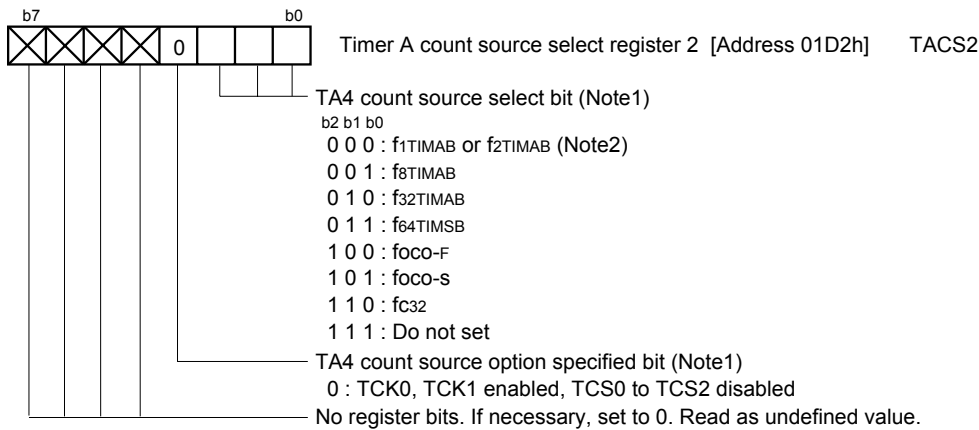 b7 b0
0 Timer A count source select register 2 [Address 01D2h] TACS2
TA4 count source select bit (Note1)
b2 b1 b0
0 0 0 : f1TIMAB or f2TIMAB (Note2)
0 0 1 : f8TIMAB
0 1 0 : f32TIMAB
0 1 1 : f64TIMSB
1 0 0 : foco-F
1 0 1 : foco-s
1 1 0 : fc32
1 1 1 : Do not set
TA4 count source option specified bit (Note1)
0 : TCK0, TCK1 enabled, TCS0 to TCS2 disabled
No register bits. If necessary, set to 0. Read as undefined value.